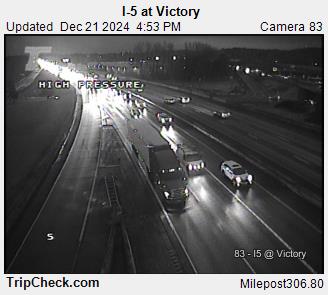 I-5 at Victory
Updated Dec 21 2024 4:53 PM Camera 83
HIGH PRESSURE
S
83 - I5 @ Victory
TripCheck.com Milepost306.80